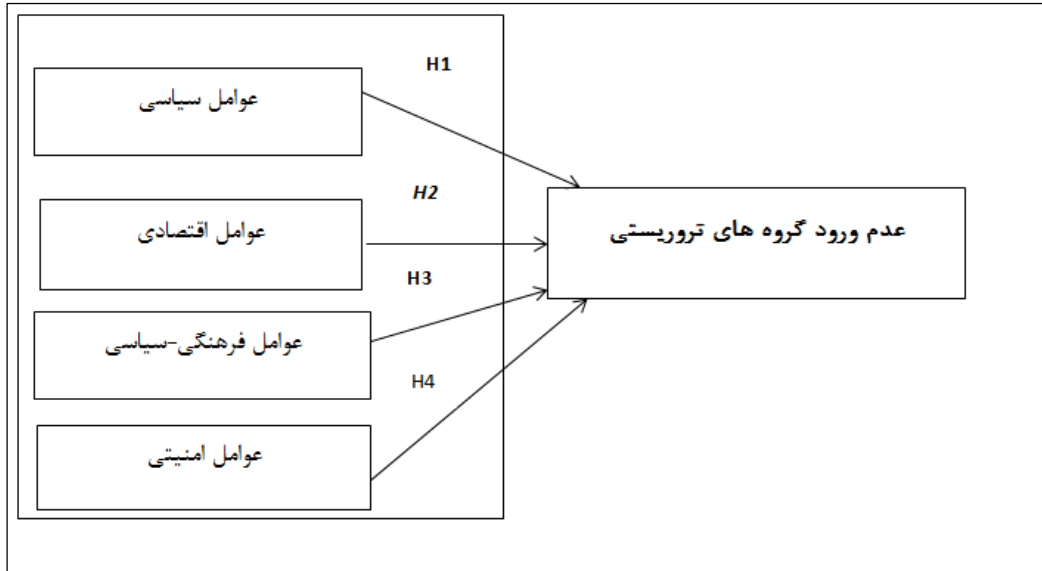 H1
عوامل سیاسی
H2
عوامل اقتصادی
عدم ورود گروه های تروریستی
H3
عوامل فرهنگی-سیاسی
H4
عوامل امنیتی